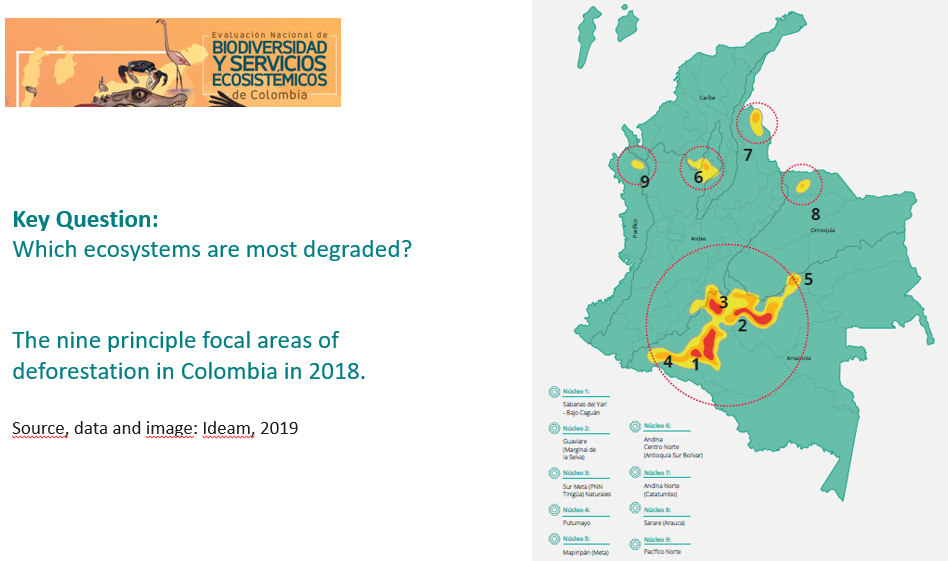 Evaluación Nacional de
BIODIVERSIDAD
Y SERVICIOS
ECOSISTÉMICOS
de Colombia
Key Question:
Which ecosystems are most degraded?
The nine principle focal areas of
deforestation in Colombia in 2018.
Source, data and image: Ideam, 2019
Caribe
7
9
6
8
Pacífico
Andes
Orinoquia
5
3
2
4
1
Amazonia
Núcleo 1:
Sabanas del Yarí
- Bajo Caguán
Núcleo 2:
Guaviare
(Marginal de
la Selva)
Núcleo 3:
Sur Meta (PNN
Tinigüa) Naturales
Núcleo 4:
Putumayo
Núcleo 5:
Mapiripán (Meta)
Núcleo 6:
Andina
Centro Norte
(Antioquia Sur Bolívar)
Núcleo 7:
Andina Norte
(Catatumbo)
Núcleo 8:
Sarare (Arauca)
Núcleo 9:
Pacífico Norte